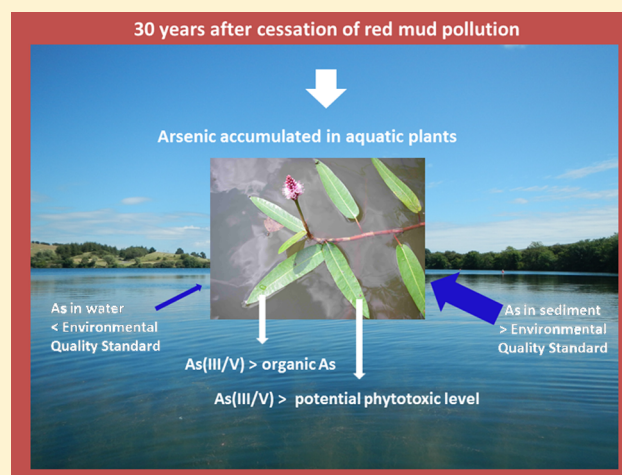 30 years after cessation of red mud pollution
Arsenic accumulated in aquatic plants
As in water
< Environmental
Quality Standard
As in sediment
> Environmental
Quality Standard
As(III/V) > organic As
As(III/V) > potential phytotoxic level